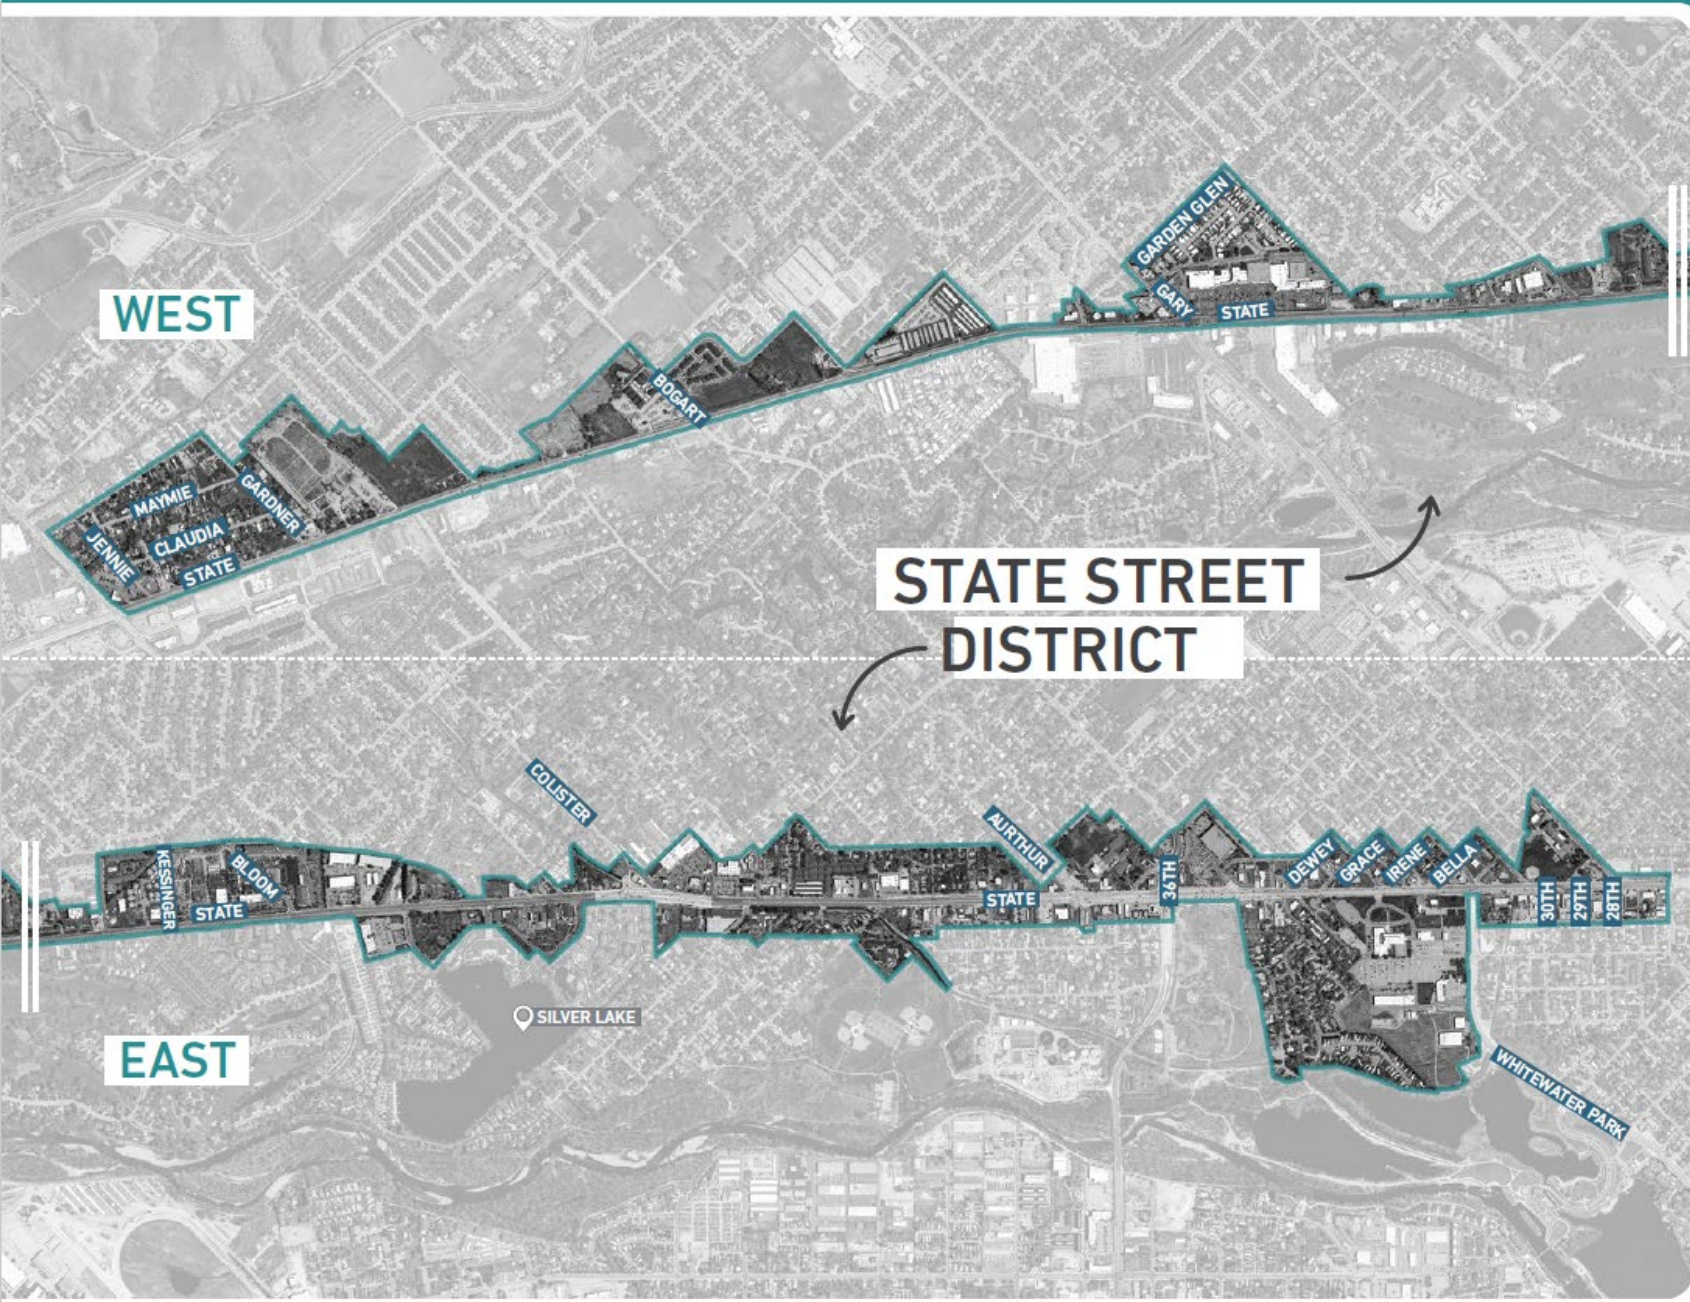 GARDEN GLEN
WEST
GARY
STATE
BOGART
MAYMIE
GARDNER
JENNIE
CLAUDIA
STATE
STATE STREET
DISTRICT
COLISTER
AURTHUR
KESSINGER
BLOOM
STATE
STATE
36TH
DEWEY
GRACE
IRENE
BELLA
30TH
29TH
28TH
SILVER LAKE
EAST
WHITEWATER PARK